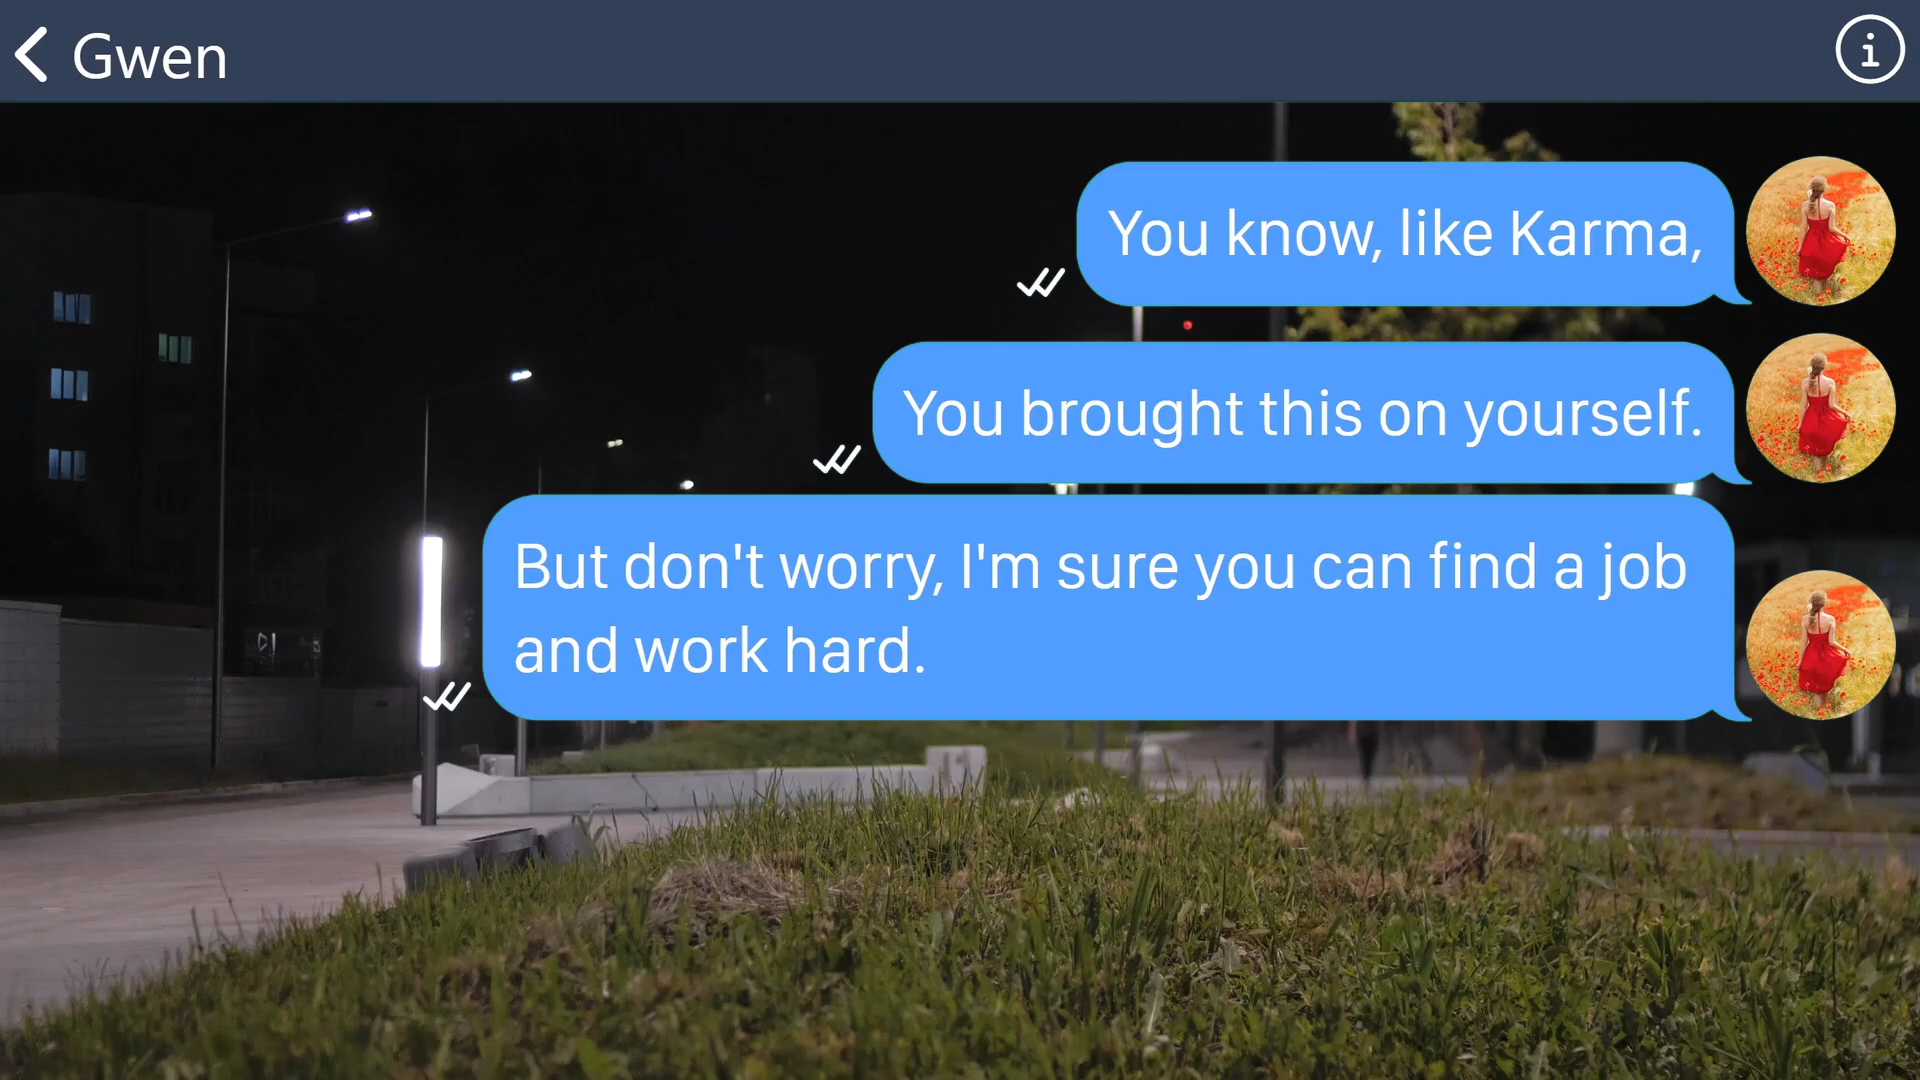 Gwen
You know, like Karma,
You brought this on yourself.
But don't worry, I'm sure you can find a job
and work hard.